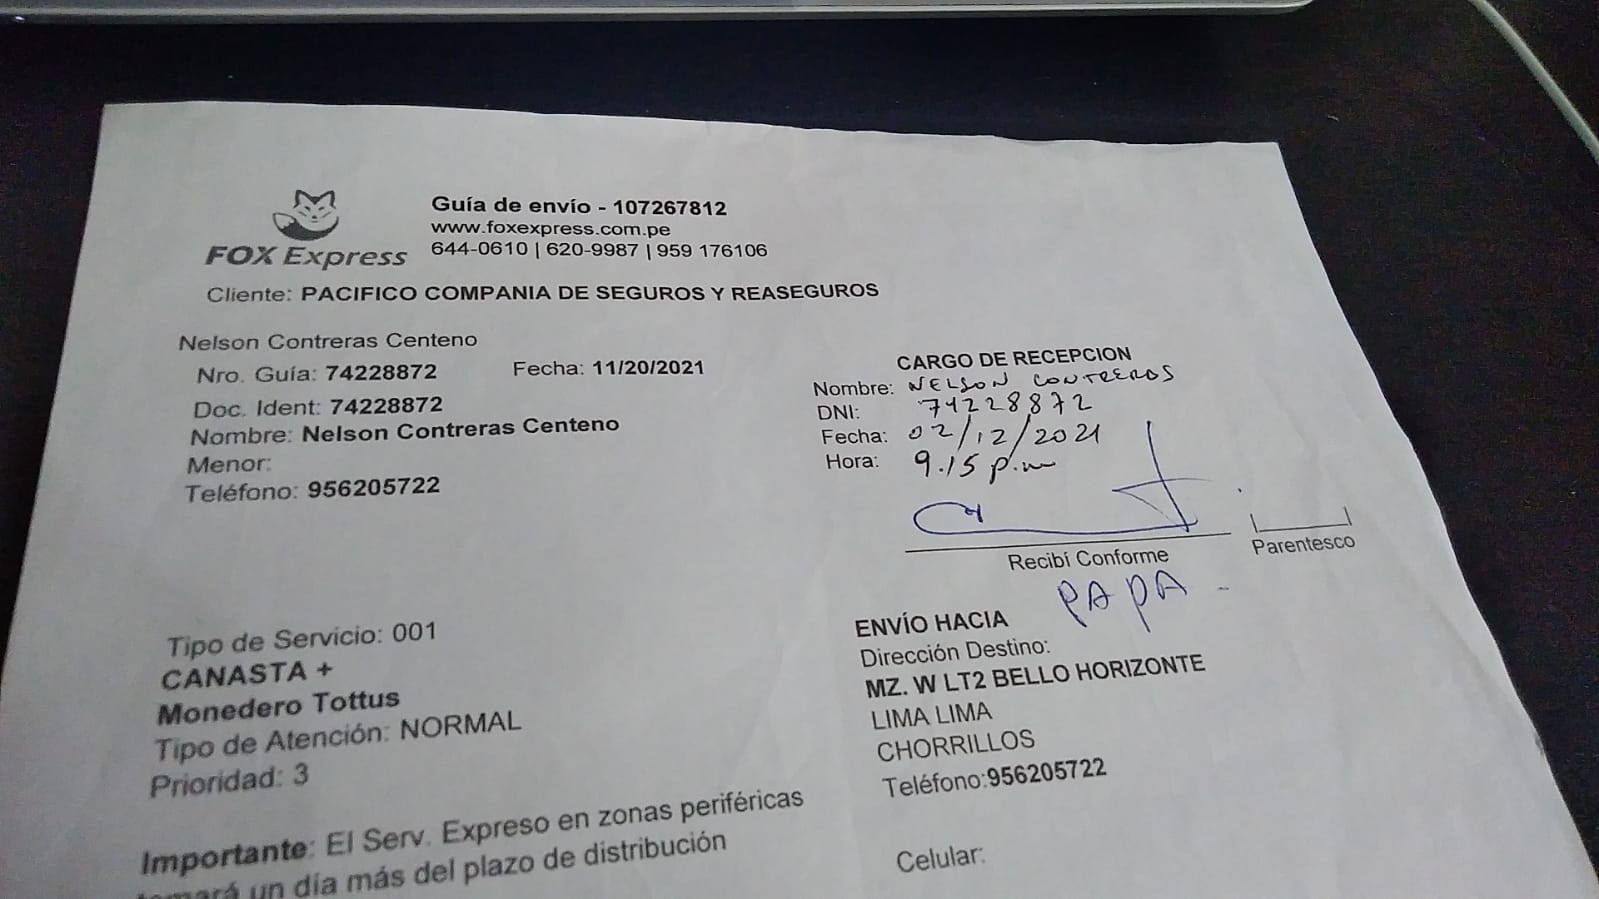 FOX Express
Guía de envío - 107267812
www.foxexpress.com.pe
644-0610 | 620-9987 | 959 176106
Cliente: PACIFICO COMPANIA DE SEGUROS Y REASEGUROS
Nelson Contreras Centeno
Nro. Guía: 74228872 Fecha: 11/20/2021
Doc. Ident: 74228872
Nombre: Nelson Contreras Centeno
Menor:
Teléfono: 956205722
CARGO DE RECEPCION
Nombre: NELSON CONTRERAS
DNI: 74228872
Fecha: 02/12/2021
Hora: 9.15 p.m
Recibí Conforme
Parentesco
PAPA -
Tipo de Servicio: 001
CANASTA +
Monedero Tottus
Tipo de Atención: NORMAL
Prioridad: 3
ENVÍO HACIA
Dirección Destino:
MZ. W LT2 BELLO HORIZONTE
LIMA LIMA
CHORRILLOS
Teléfono:956205722
Celular:
Importante: El Serv. Expreso en zonas periféricas
tomará un día más del plazo de distribución